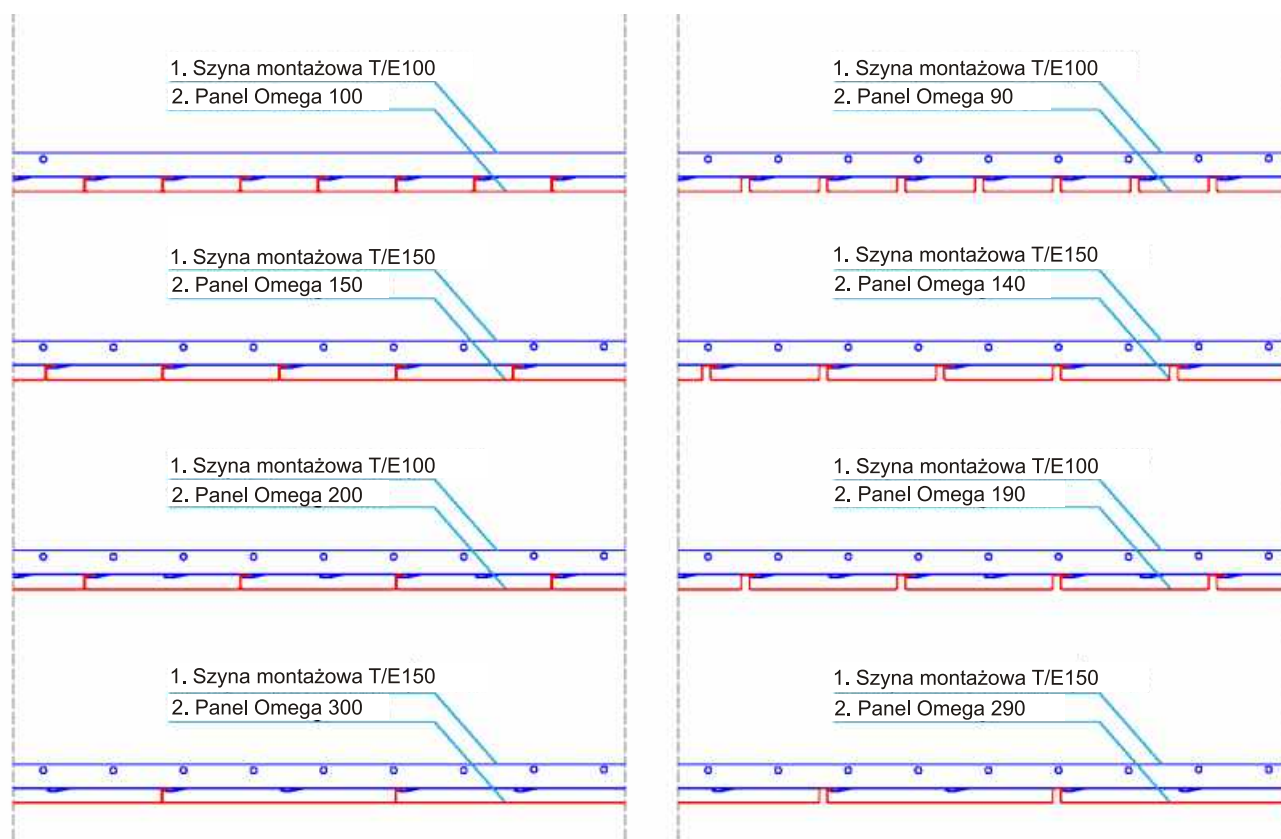 1. Szyna montażowa T/E100
2. Panel Omega 100
1. Szyna montażowa T/E100
2. Panel Omega 90
1. Szyna montażowa T/E150
2. Panel Omega 150
1. Szyna montażowa T/E150
2. Panel Omega 140
1. Szyna montażowa T/E100
2. Panel Omega 200
1. Szyna montażowa T/E100
2. Panel Omega 190
1. Szyna montażowa T/E150
2. Panel Omega 300
1. Szyna montażowa T/E150
2. Panel Omega 290